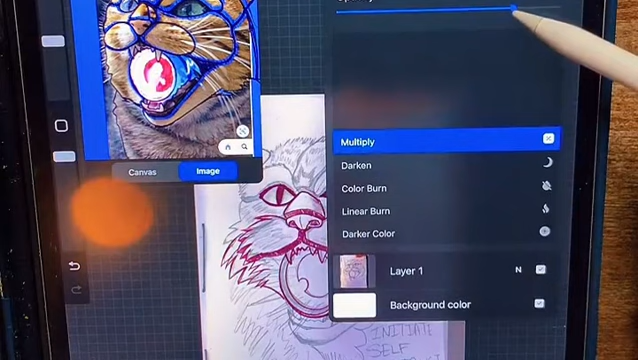 Multiply
Darken
Color Burn
Linear Burn
Darker Color
Canvas
Image
Layer 1
N
Background color
INITIATE
SELF